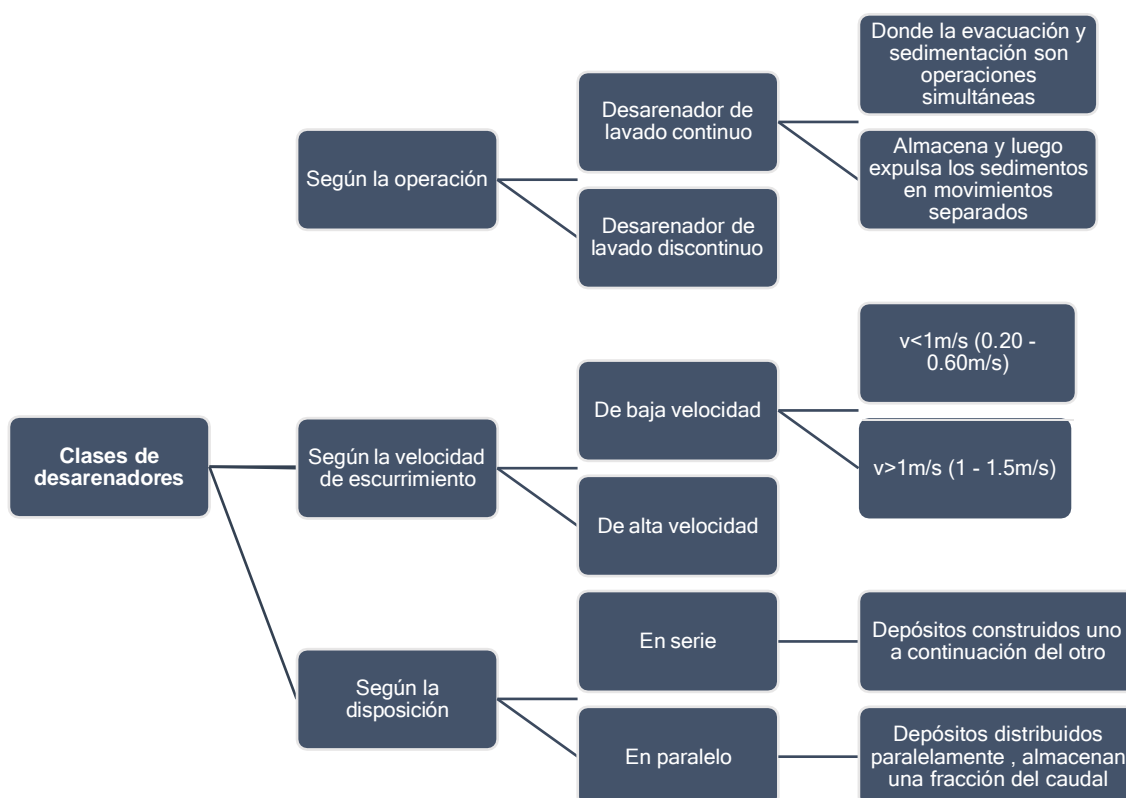 Clases de
desarenadores
Según la operación
Desarenador de
lavado continuo
Donde la evacuación y
sedimentación son
operaciones
simultáneas
Almacena y luego
expulsa los sedimentos
en movimientos
separados
Desarenador de
lavado discontinuo
Según la velocidad
de escurrimiento
De baja velocidad
v<1m/s (0.20 -
0.60m/s)
v>1m/s (1 - 1.5m/s)
De alta velocidad
Según la
disposición
En serie
Depósitos construidos uno
a continuación del otro
En paralelo
Depósitos distribuidos
paralelamente , almacenan
una fracción del caudal